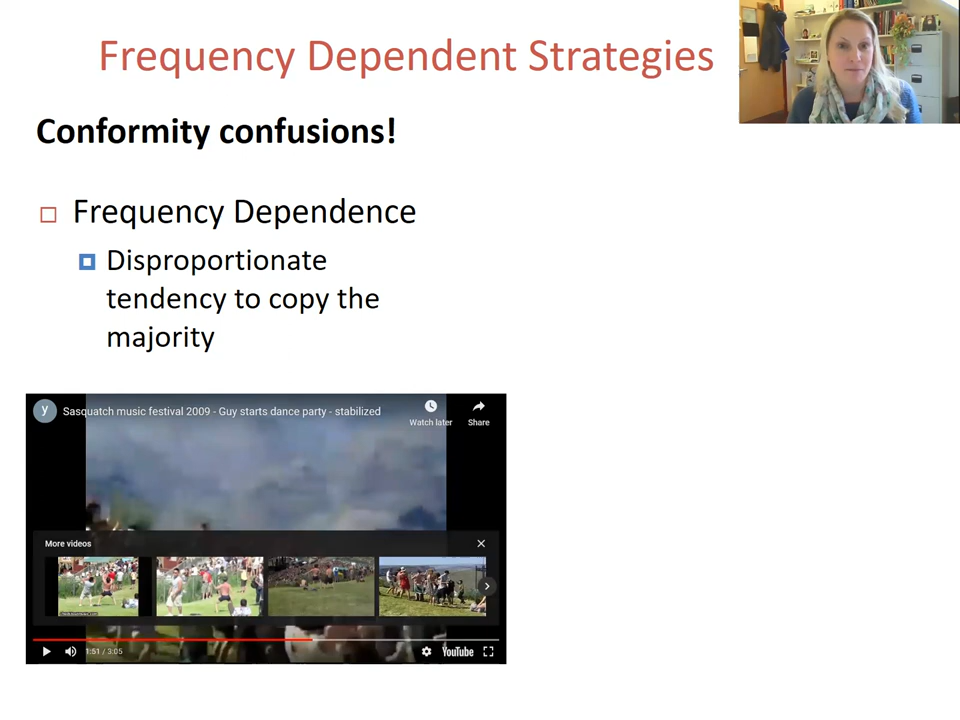 Frequency Dependent Strategies
Conformity confusions!
Frequency Dependence
Disproportionate
tendency to copy the
majority
y
Sasquatch music festival 2009 - Guy starts dance party - stabilized
Watch later
Share
More videos
1:51 / 3:05
YouTube